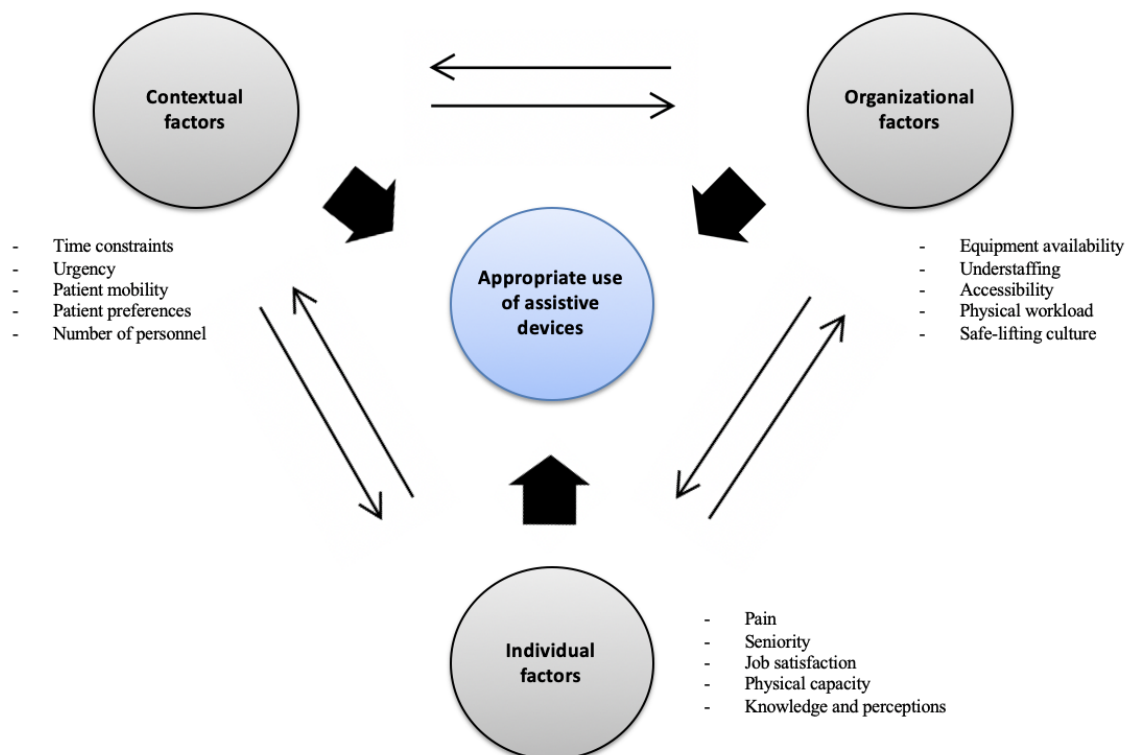 Contextual
factors
Organizational
factors
- Time constraints
- Urgency
- Patient mobility
- Patient preferences
- Number of personnel
Appropriate use
of assistive
devices
- Equipment availability
- Understaffing
- Accessibility
- Physical workload
- Safe-lifting culture
Individual
factors
- Pain
- Seniority
- Job satisfaction
- Physical capacity
- Knowledge and perceptions